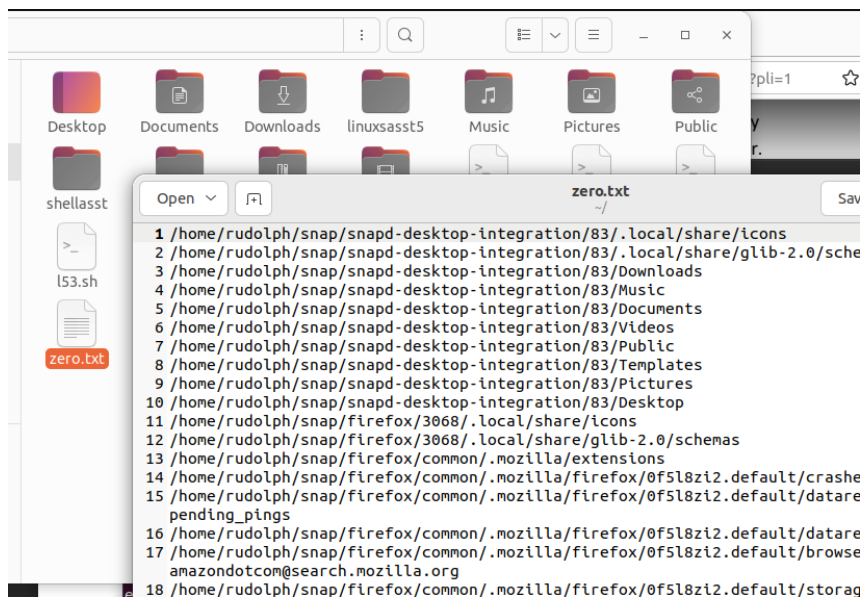 ?pli=1
Desktop
Documents
Downloads
linuxsasst5
Music
Pictures
Public
y
r.
shellasst
>_
l53.sh
zero.txt
Open
zero.txt
~/
Sav
1 /home/rudolph/snap/snapd-desktop-integration/83/.local/share/icons
2 /home/rudolph/snap/snapd-desktop-integration/83/.local/share/glib-2.0/sche
3 /home/rudolph/snap/snapd-desktop-integration/83/Downloads
4 /home/rudolph/snap/snapd-desktop-integration/83/Music
5 /home/rudolph/snap/snapd-desktop-integration/83/Documents
6 /home/rudolph/snap/snapd-desktop-integration/83/Videos
7 /home/rudolph/snap/snapd-desktop-integration/83/Public
8 /home/rudolph/snap/snapd-desktop-integration/83/Templates
9 /home/rudolph/snap/snapd-desktop-integration/83/Pictures
10 /home/rudolph/snap/snapd-desktop-integration/83/Desktop
11 /home/rudolph/snap/firefox/3068/.local/share/icons
12 /home/rudolph/snap/firefox/3068/.local/share/glib-2.0/schemas
13 /home/rudolph/snap/firefox/common/.mozilla/extensions
14 /home/rudolph/snap/firefox/common/.mozilla/firefox/0f5l8zi2.default/crashe
15 /home/rudolph/snap/firefox/common/.mozilla/firefox/0f5l8zi2.default/datare
pending_pings
16 /home/rudolph/snap/firefox/common/.mozilla/firefox/0f5l8zi2.default/datare
17 /home/rudolph/snap/firefox/common/.mozilla/firefox/0f5l8zi2.default/browse
amazondotcom@search.mozilla.org
18 /home/rudolph/snap/firefox/common/.mozilla/firefox/0f5l8zi2.default/storag